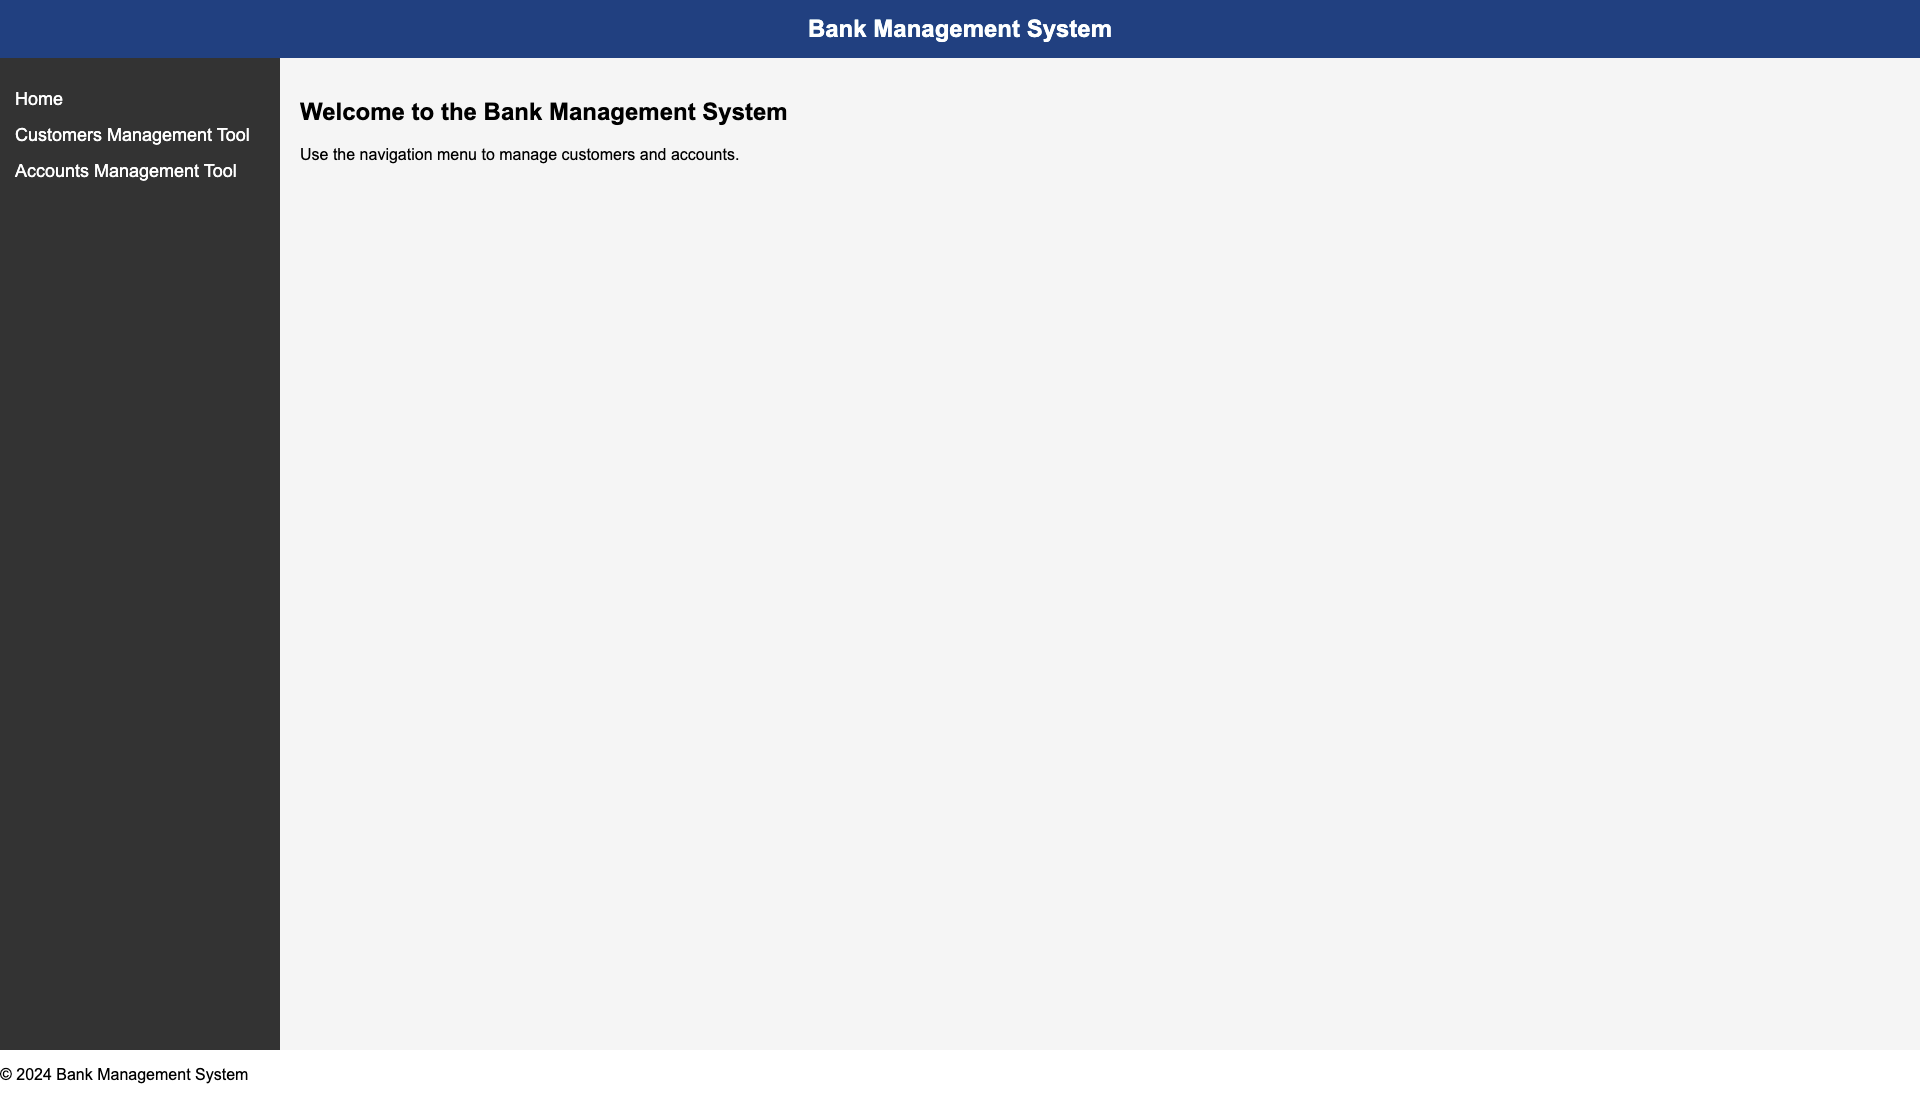 Bank Management System
Home
Customers Management Tool
Accounts Management Tool
Welcome to the Bank Management System
Use the navigation menu to manage customers and accounts.
© 2024 Bank Management System